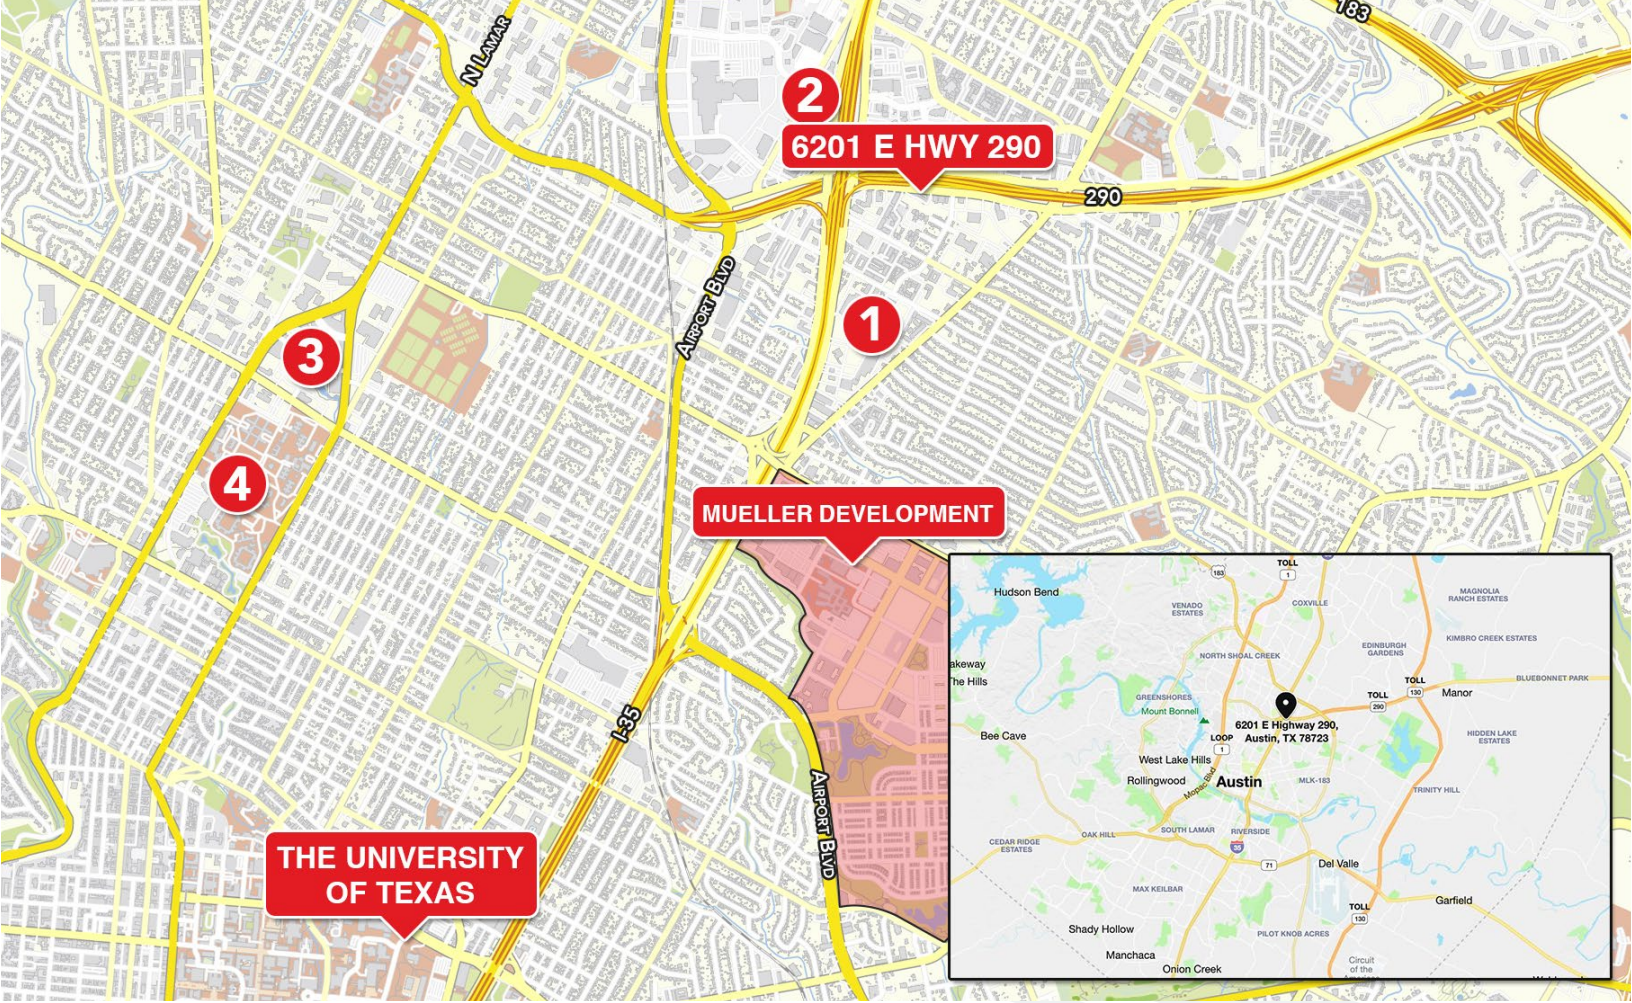 183
N LAMAR
2
6201 E HWY 290
290
AIRPORT BLVD
1
3
4
MUELLER DEVELOPMENT
I-35
AIRPORT BLVD
THE UNIVERSITY
OF TEXAS
TOLL
1
183
Hudson Bend
VENADO
ESTATES
COXVILLE
MAGNOLIA
RANCH ESTATES
KIMBRO CREEK ESTATES
EDINBURGH
GARDENS
NORTH SHOAL CREEK
akeway
he Hills
BLUEBONNET PARK
TOLL
130
Manor
TOLL
290
GREENSHORES
Mount Bonnell
6201 E Highway 290,
Austin, TX 78723
Bee Cave
LOOP
1
HIDDEN LAKE
ESTATES
West Lake Hills
Rollingwood
Mopac Blvd
Austin
MLK-183
TRINITY HILL
OAK HILL
SOUTH LAMAR
RIVERSIDE
CEDAR RIDGE
ESTATES
35
71
Del Valle
MAX KEILBAR
Garfield
TOLL
130
Shady Hollow
PILOT KNOB ACRES
Manchaca
Onion Creek
Circuit
of the